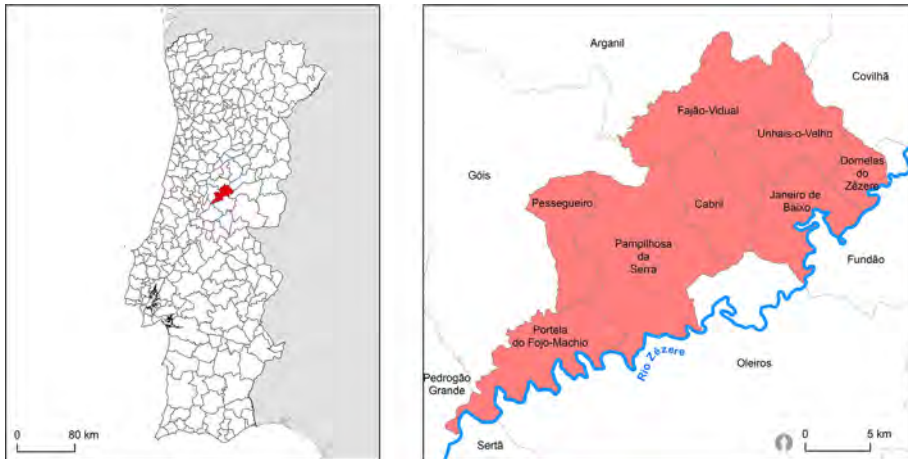 0
80 km
Arganil
Covilhã
Fajão-Vidual
Unhais-o-Velho
Dornelas
do
Zêzere
Góis
Pessegueiro
Cabril
Janeiro de
Baixo
Pampilhosa
da
Serra
Fundão
Portela
do Fojo-Machio
Rio Zêzere
Oleiros
Pedrogão
Grande
Sertã
0
5 km